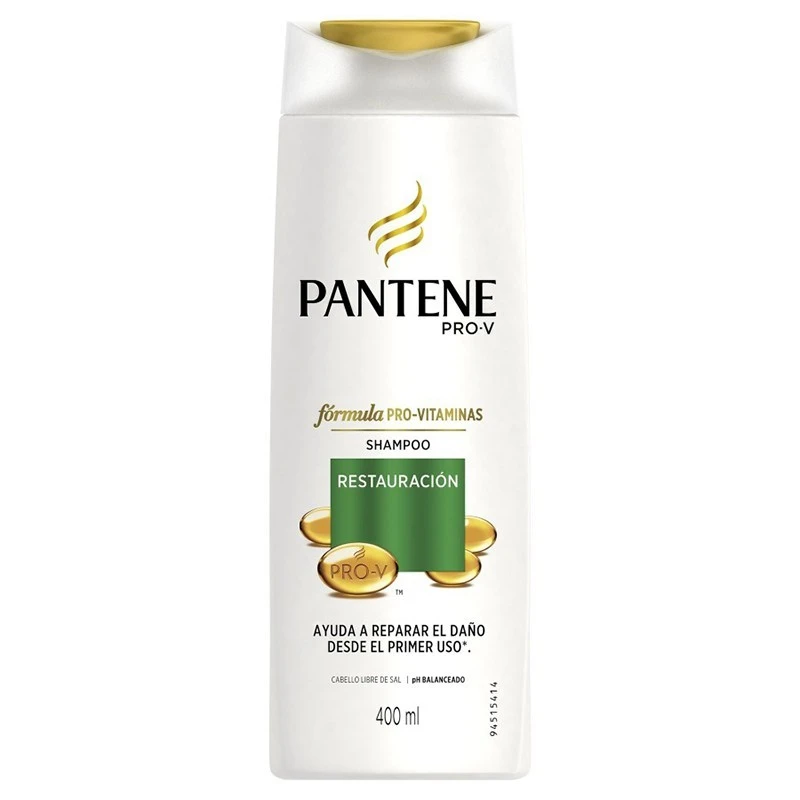 PANTENE
PRO-V
fórmula PRO-VITAMINAS
SHAMPOO
RESTAURACIÓN
PRO-V
TM
AYUDA A REPARAR EL DAÑO
DESDE EL PRIMER USO*.
CABELLO LIBRE DE SAL | pH BALANCEADO
400 ml
94515414